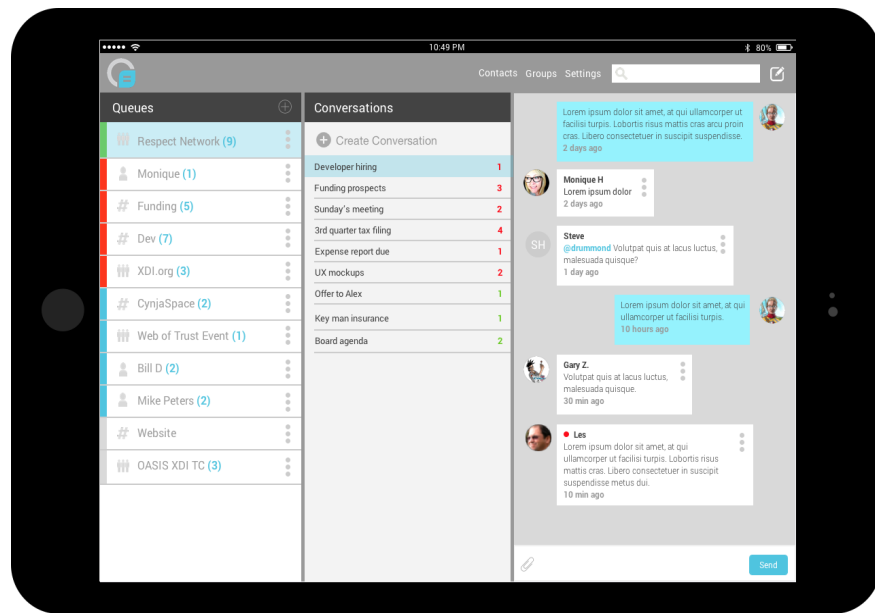 10:49 PM
80%
Contacts Groups Settings
Queues
Respect Network (9)
Monique (1)
# Funding (5)
# Dev (7)
XDI.org (3)
# CynjaSpace (2)
Web of Trust Event (1)
Bill D (2)
Mike Peters (2)
# Website
OASIS XDI TC (3)
Conversations
Create Conversation
Developer hiring 1
Funding prospects 3
Sunday's meeting 2
3rd quarter tax filing 4
Expense report due 1
UX mockups 2
Offer to Alex 1
Key man insurance 1
Board agenda 2
Lorem ipsum dolor sit amet, at qui ullamcorper ut
facilisi turpis. Lobortis risus mattis cras arcu proin
cras. Libero consectetuer in suscipit suspendisse.
2 days ago
Monique H
Lorem ipsum dolor
2 days ago
SH
Steve
@drummond Volutpat quis at lacus luctus,
malesuada quisque?
1 day ago
Lorem ipsum dolor sit amet, at qui
ullamcorper ut facilisi turpis.
10 hours ago
Gary Z.
Volutpat quis at lacus luctus,
malesuada quisque.
30 min ago
Les
Lorem ipsum dolor sit amet, at qui
ullamcorper ut facilisi turpis. Lobortis risus
mattis cras. Libero consectetuer in suscipit
suspendisse metus dui.
10 min ago
Send